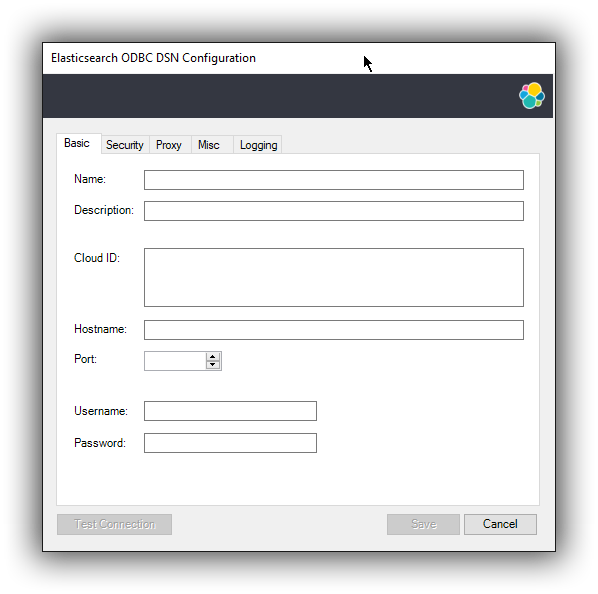 Elasticsearch ODBC DSN Configuration
Basic Security Proxy Misc Logging
Name:
Description:
Cloud ID:
Hostname:
Port:
Username:
Password:
Test Connection Save Cancel